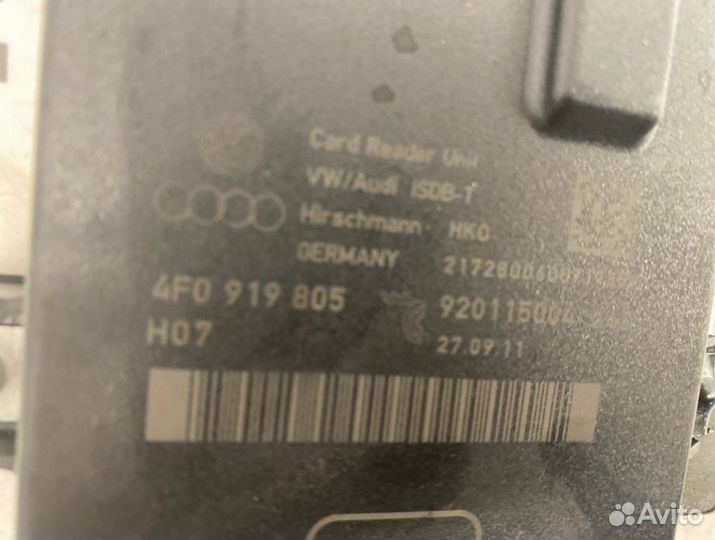 Card Reader Unit
VW/Audi ISDB-T
Hirschmann HKO
GERMANY
4F0 919 805
H07
27.09.11
Avito